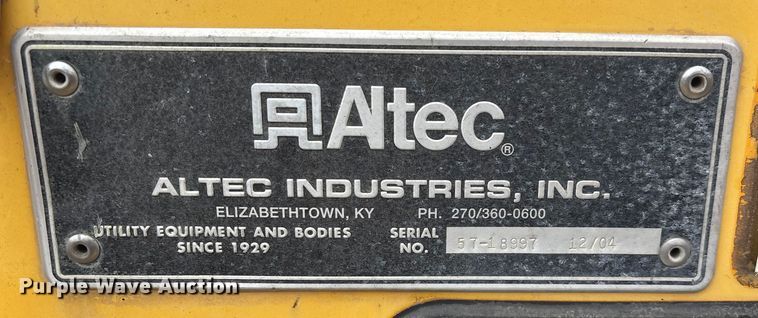 Altec®
ALTEC INDUSTRIES, INC.
ELIZABETHTOWN, KY PH. 270/360-0600
UTILITY EQUIPMENT AND BODIES
SINCE 1929
SERIAL
NO. 57-18997 12/04
Purple Wave Auction